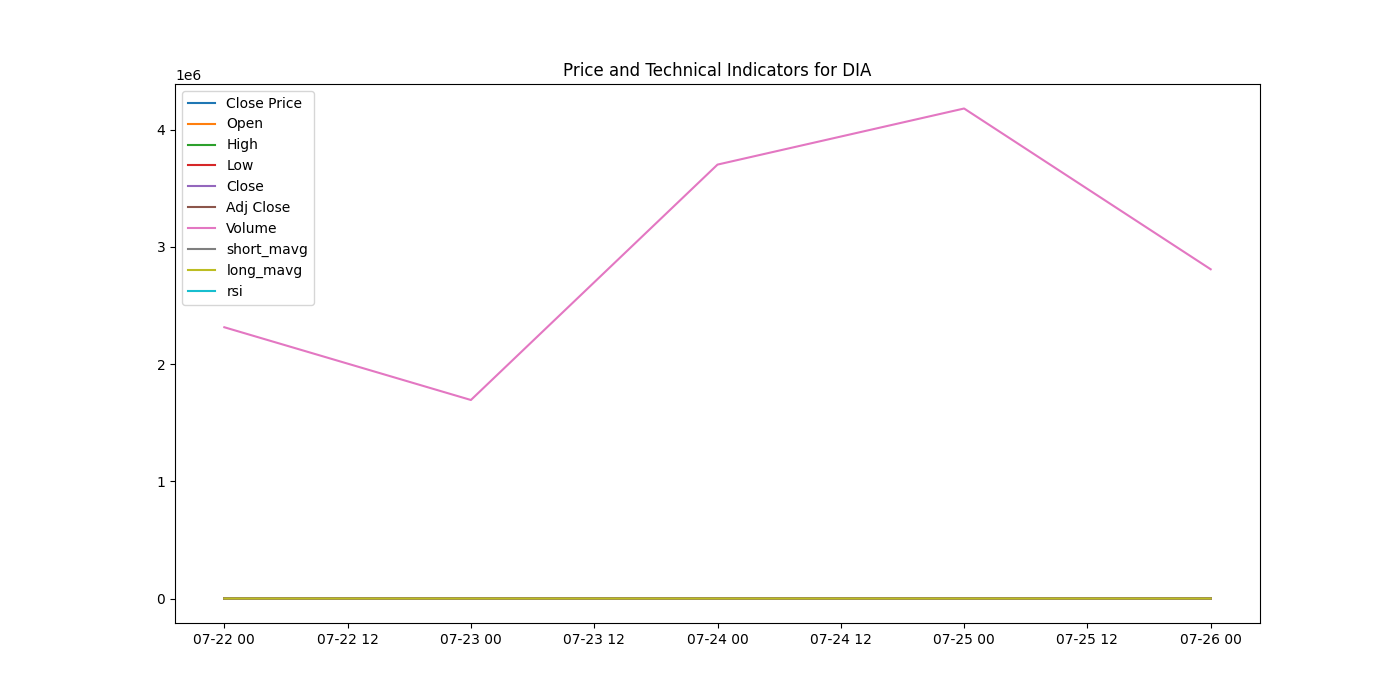 Price and Technical Indicators for DIA
1e6
Close Price
Open
High
Low
Close
Adj Close
Volume
short_mavg
long_mavg
rsi
4
3
2
1
0
07-22 00 07-22 12 07-23 00 07-23 12 07-24 00 07-24 12 07-25 00 07-25 12 07-26 00